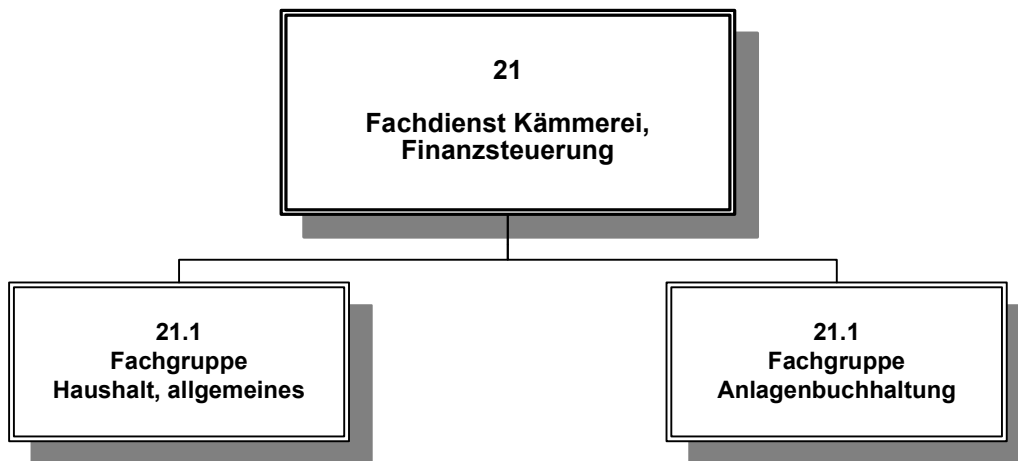 21
Fachdienst Kämmerei,
Finanzsteuerung
21.1
Fachgruppe
Haushalt, allgemeines
21.1
Fachgruppe
Anlagenbuchhaltung